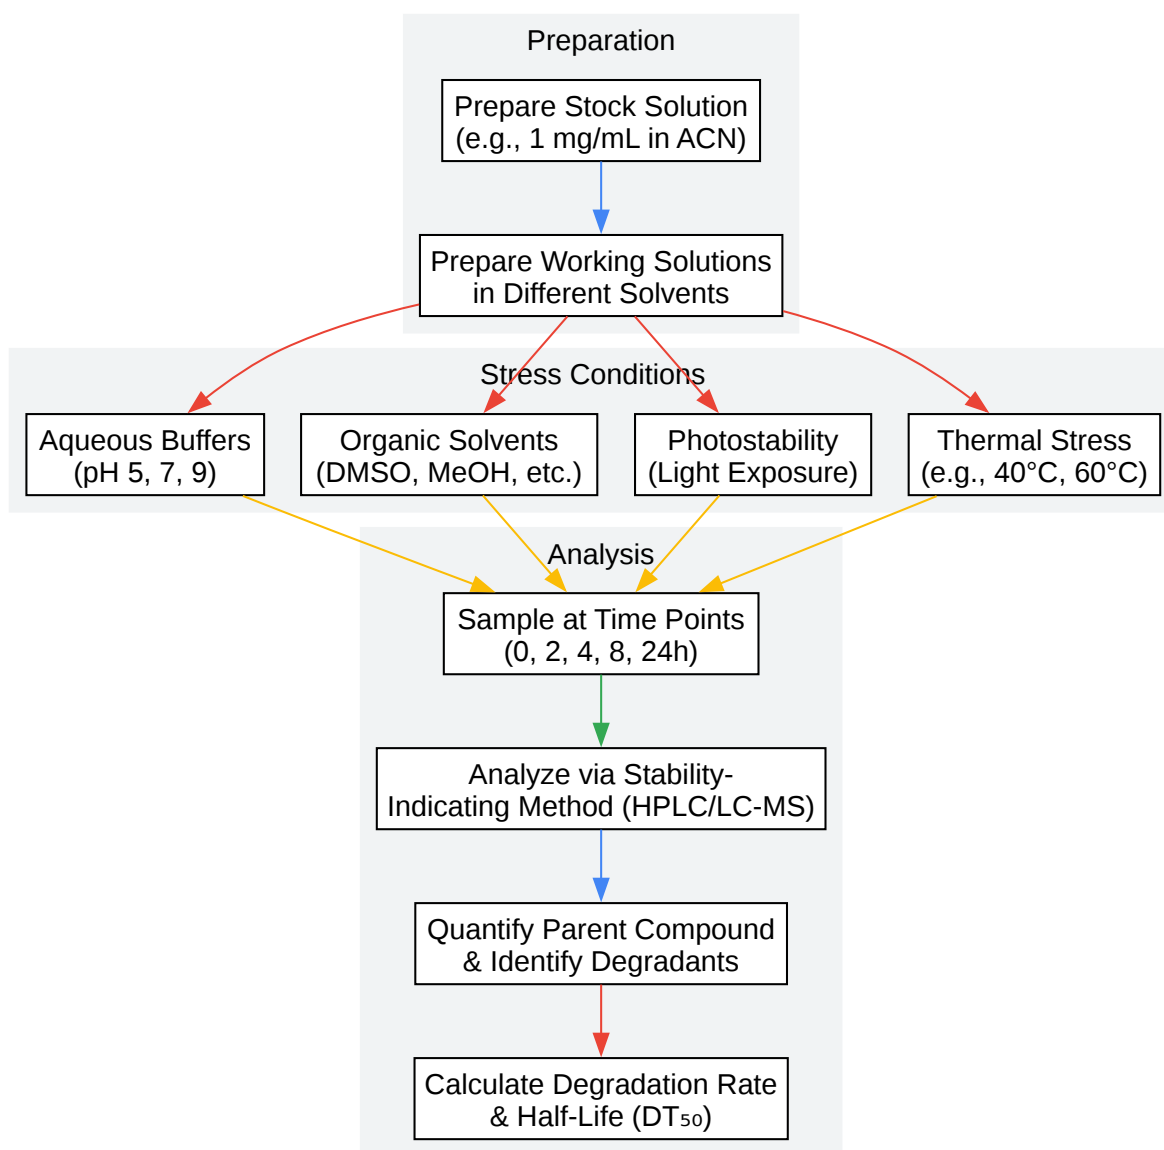 Preparation
Prepare Stock Solution
(e.g., 1 mg/mL in ACN)
Prepare Working Solutions
in Different Solvents
Stress Conditions
Aqueous Buffers
(pH 5, 7, 9)
Organic Solvents
(DMSO, MeOH, etc.)
Photostability
(Light Exposure)
Thermal Stress
(e.g., 40°C, 60°C)
Analysis
Sample at Time Points
(0, 2, 4, 8, 24h)
Analyze via Stability-
Indicating Method (HPLC/LC-MS)
Quantify Parent Compound
& Identify Degradants
Calculate Degradation Rate
& Half-Life (DT₅₀)